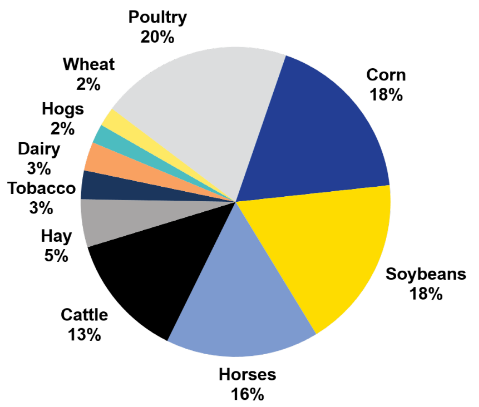 Poultry
20%
Corn
18%
Soybeans
18%
Horses
16%
Cattle
13%
Hay
5%
Tobacco
3%
Dairy
3%
Hogs
2%
Wheat
2%